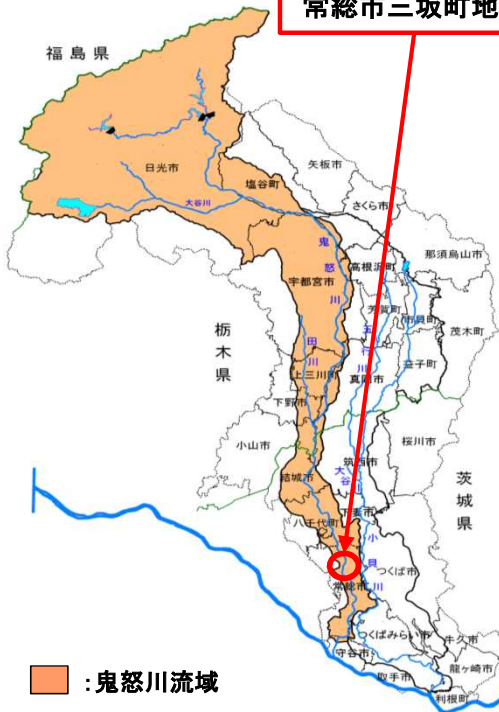 常総市三坂町地
福島県
日光市
塩谷町
矢板市
さくら市
大谷川
鬼怒川
高根沢町
那須烏山市
宇都宮市
芳賀町
市貝町
茂木町
栃木県
田川
五行川
上三川町
真岡市
益子町
下野市
小山市
筑西市
桜川市
大谷川
結城市
茨城県
八千代町
下妻市
小貝川
つくば市
常総市
つくばみらい市
牛久市
守谷市
取手市
龍ヶ崎市
利根町
:鬼怒川流域